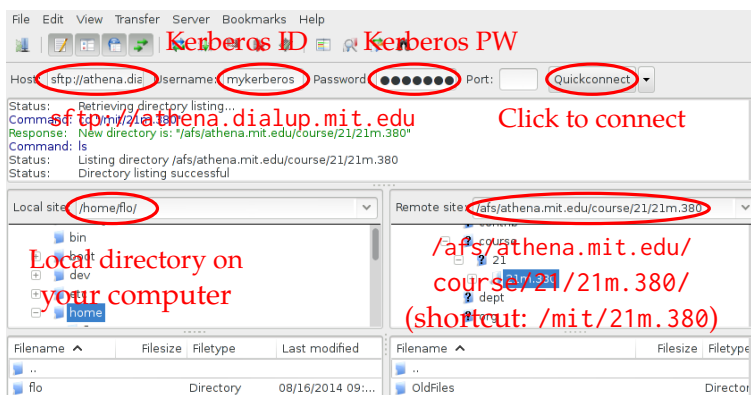 File Edit View Transfer Server Bookmarks Help
Kerberos ID Kerberos PW
Host: sftp://athena.dia Username: mykerberos Password: ●●●●●●● Port: Quickconnect
Status: Retrieving directory listing...
Command: cd "/mit/21m.380"
sftp://athena.dialup.mit.edu Click to connect
Response: New directory is: "/afs/athena.mit.edu/course/21/21m.380"
Command: ls
Status: Listing directory /afs/athena.mit.edu/course/21/21m.380
Status: Directory listing successful
Local site: /home/flo/ Remote site: /afs/athena.mit.edu/course/21/21m.380
bin
boot
dev
etc
home
Local directory on
your computer
contrib
course
21
21m.380
dept
org
/afs/athena.mit.edu/
course/21/21m.380/
(shortcut: /mit/21m.380)
Filename Filesize Filetype Last modified
..
flo Directory 08/16/2014 09:...
Filename Filesize Filetype
..
OldFiles Director